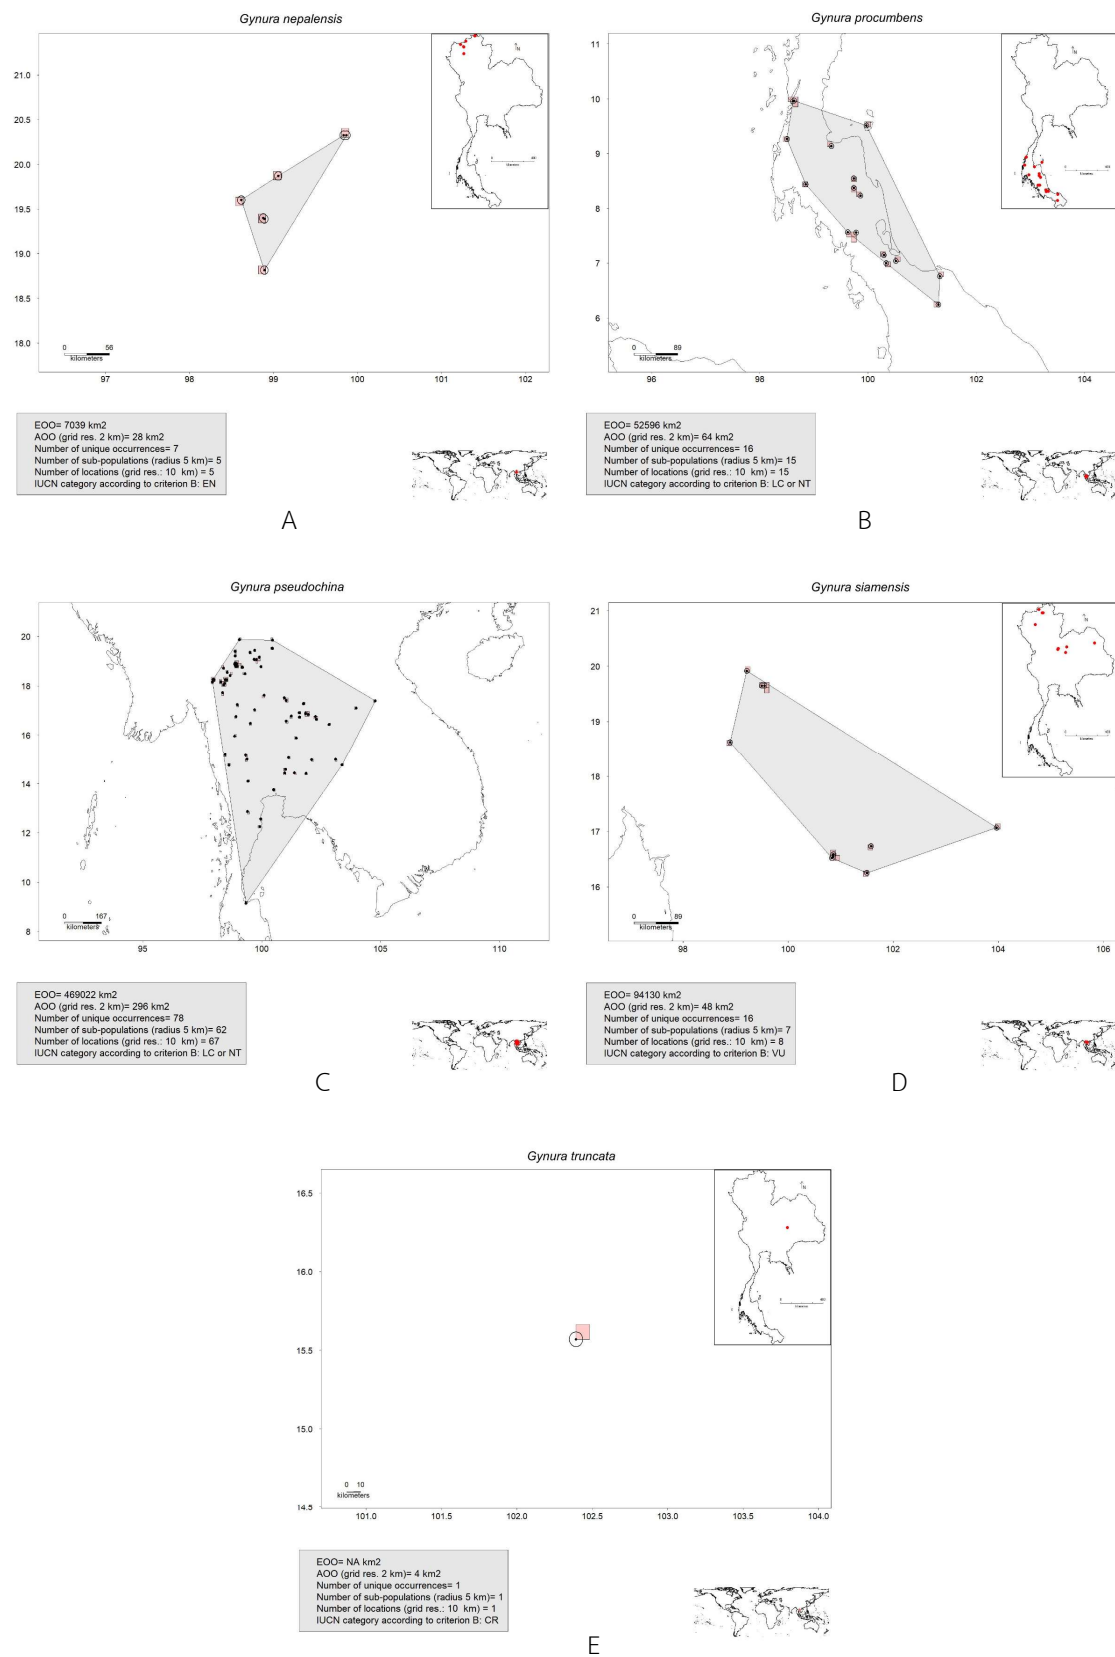 Gynura nepalensis
21.0
20.5
20.0
19.5
19.0
18.5
18.0
97
98
99
100
101
102
0 56
kilometers
N
EOO= 7039 km2
AOO (grid res. 2 km)= 28 km2
Number of unique occurrences= 7
Number of sub-populations (radius 5 km)= 5
Number of locations (grid res.: 10 km) = 5
IUCN category according to criterion B: EN
A
Gynura procumbens
11
10
9
8
7
6
96
98
100
102
104
0 89
kilometers
N
EOO= 52596 km2
AOO (grid res. 2 km)= 64 km2
Number of unique occurrences= 16
Number of sub-populations (radius 5 km)= 15
Number of locations (grid res.: 10 km) = 15
IUCN category according to criterion B: LC or NT
B
Gynura pseudochina
20
18
16
14
12
10
8
95
100
105
110
0 167
kilometers
EOO= 469022 km2
AOO (grid res. 2 km)= 296 km2
Number of unique occurrences= 78
Number of sub-populations (radius 5 km)= 62
Number of locations (grid res.: 10 km) = 67
IUCN category according to criterion B: LC or NT
C
Gynura siamensis
21
20
19
18
17
16
98
100
102
104
106
0 89
kilometers
N
EOO= 94130 km2
AOO (grid res. 2 km)= 48 km2
Number of unique occurrences= 16
Number of sub-populations (radius 5 km)= 7
Number of locations (grid res.: 10 km) = 8
IUCN category according to criterion B: VU
D
Gynura truncata
16.5
16.0
15.5
15.0
14.5
101.0
101.5
102.0
102.5
103.0
103.5
104.0
0 10
kilometers
N
EOO= NA km2
AOO (grid res. 2 km)= 4 km2
Number of unique occurrences= 1
Number of sub-populations (radius 5 km)= 1
Number of locations (grid res.: 10 km) = 1
IUCN category according to criterion B: CR
E